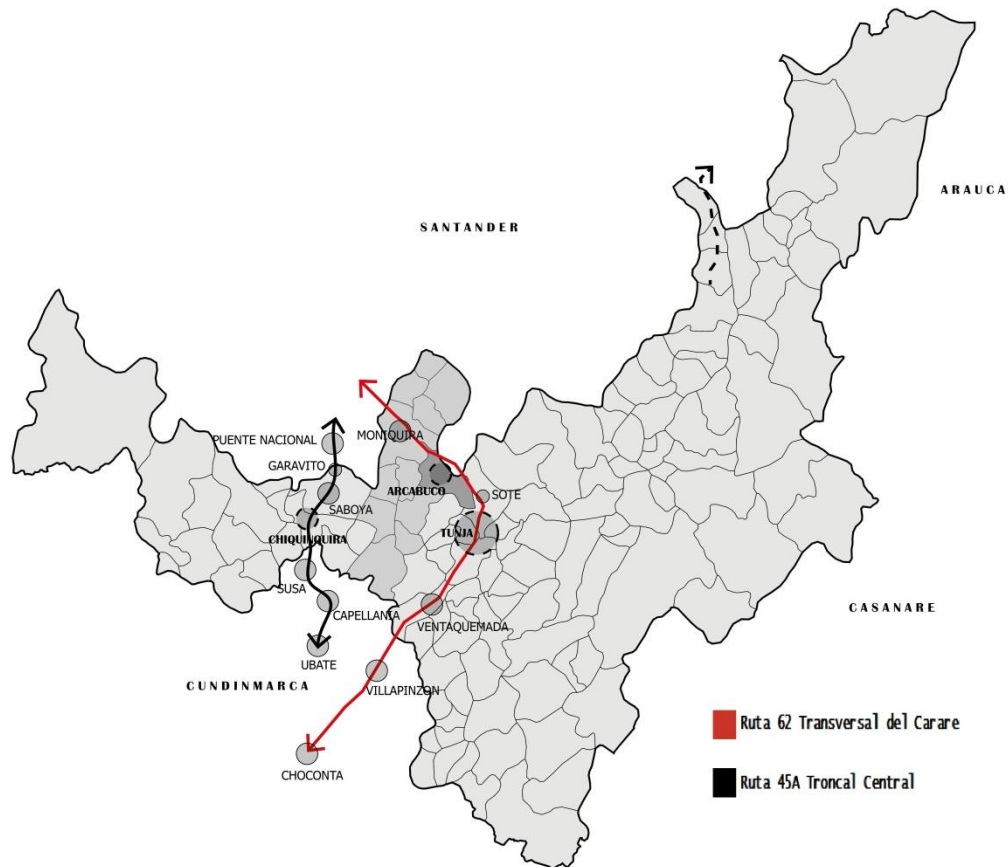 ARAUCA
SANTANDER
MONIQUIRA
PUENTE NACIONAL
GARAVITO
ARCABUCO
SOTE
SABOYA
TUNJA
CHIQUINQUIRA
SUSA
CAPELLANIA
CASANARE
VENTAQUEMADA
UBATE
CUNDINMARCA
VILLAPINZON
Ruta 62 Transversal del Carare
CHOCONTA
Ruta 45A Troncal Central